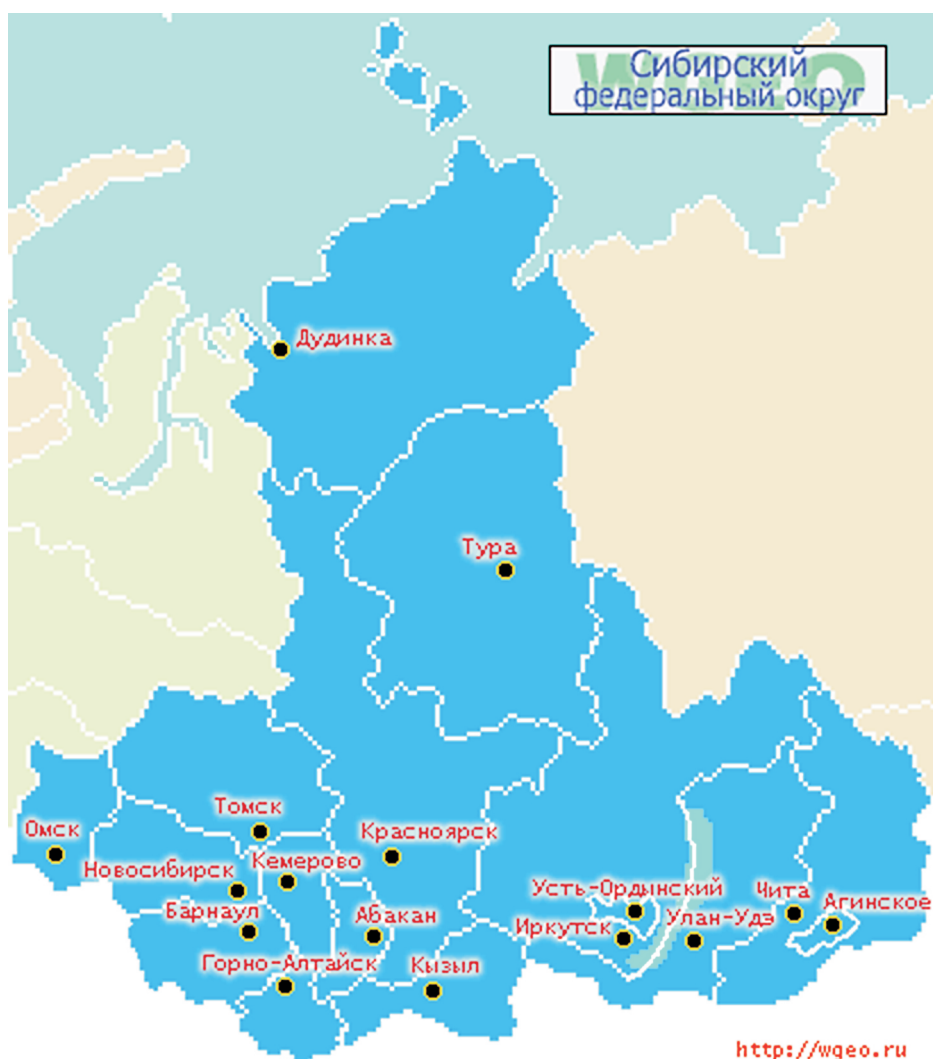 WGEO
Сибирский
федеральный округ
Дудинка
Тура
Томск
Омск
Красноярск
Кемерово
Новосибирск
Усть-Ордынский
Чита
Агинское
Барнаул
Абакан
Иркутск
Улан-Удэ
Горно-Алтайск
Кызыл
http://wgeo.ru